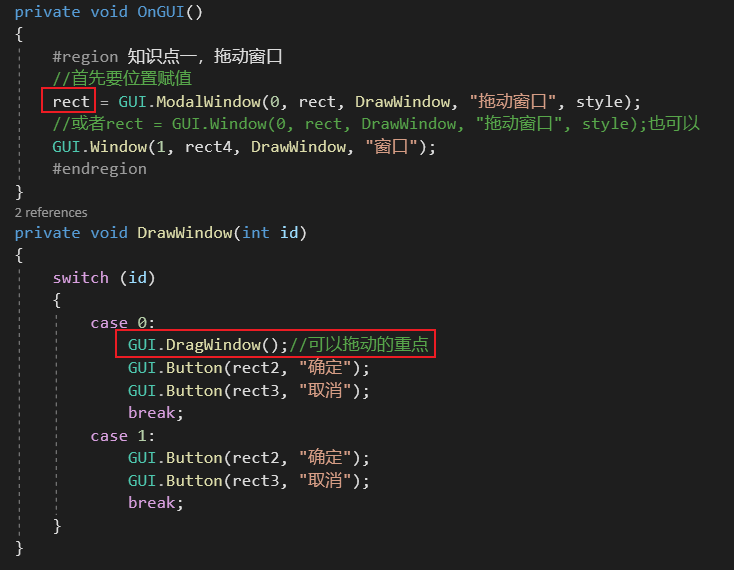 private void OnGUI()
{
#region 知识点一，拖动窗口
//首先要位置赋值
rect = GUI.ModalWindow(0, rect, DrawWindow, "拖动窗口", style);
//或者rect = GUI.Window(0, rect, DrawWindow, "拖动窗口", style);也可以
GUI.Window(1, rect4, DrawWindow, "窗口");
#endregion
}
2 references
private void DrawWindow(int id)
{
switch (id)
{
case 0:
GUI.DragWindow();//可以拖动的重点
GUI.Button(rect2, "确定");
GUI.Button(rect3, "取消");
break;
case 1:
GUI.Button(rect2, "确定");
GUI.Button(rect3, "取消");
break;
}
}